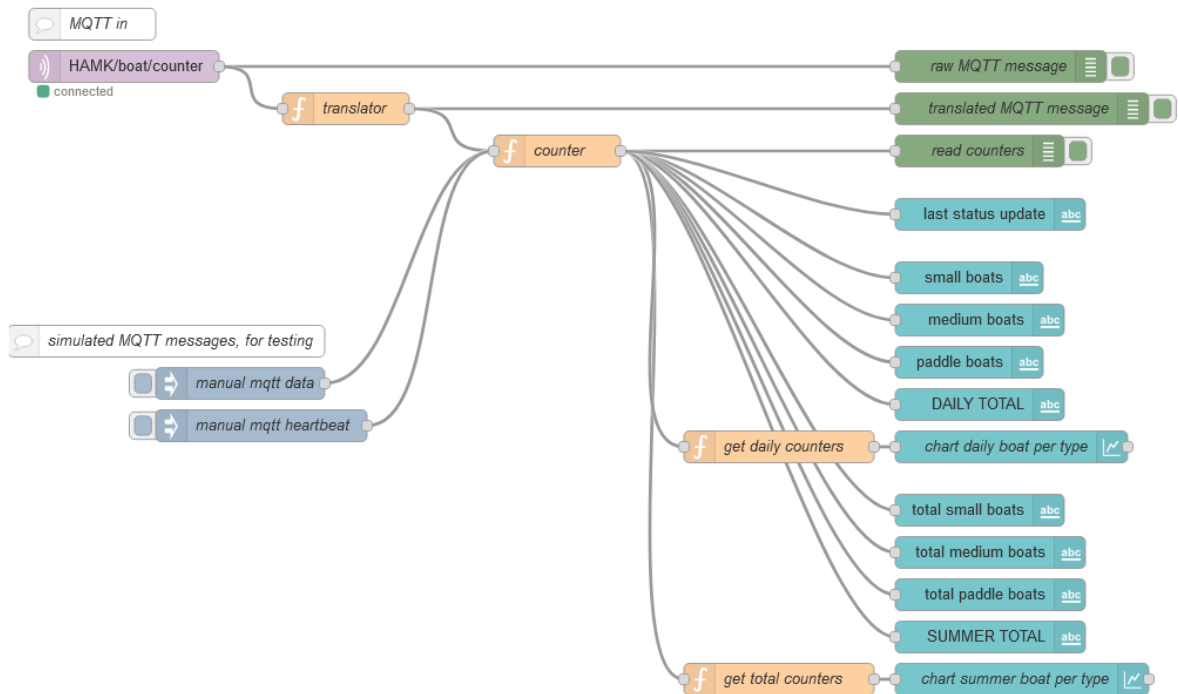 MQTT in
HAMK/boat/counter
connected
translator
counter
raw MQTT message
translated MQTT message
read counters
last status update abc
small boats abc
medium boats abc
paddle boats abc
DAILY TOTAL abc
simulated MQTT messages, for testing
manual mqtt data
manual mqtt heartbeat
get daily counters
chart daily boat per type
total small boats abc
total medium boats abc
total paddle boats abc
SUMMER TOTAL abc
get total counters
chart summer boat per type